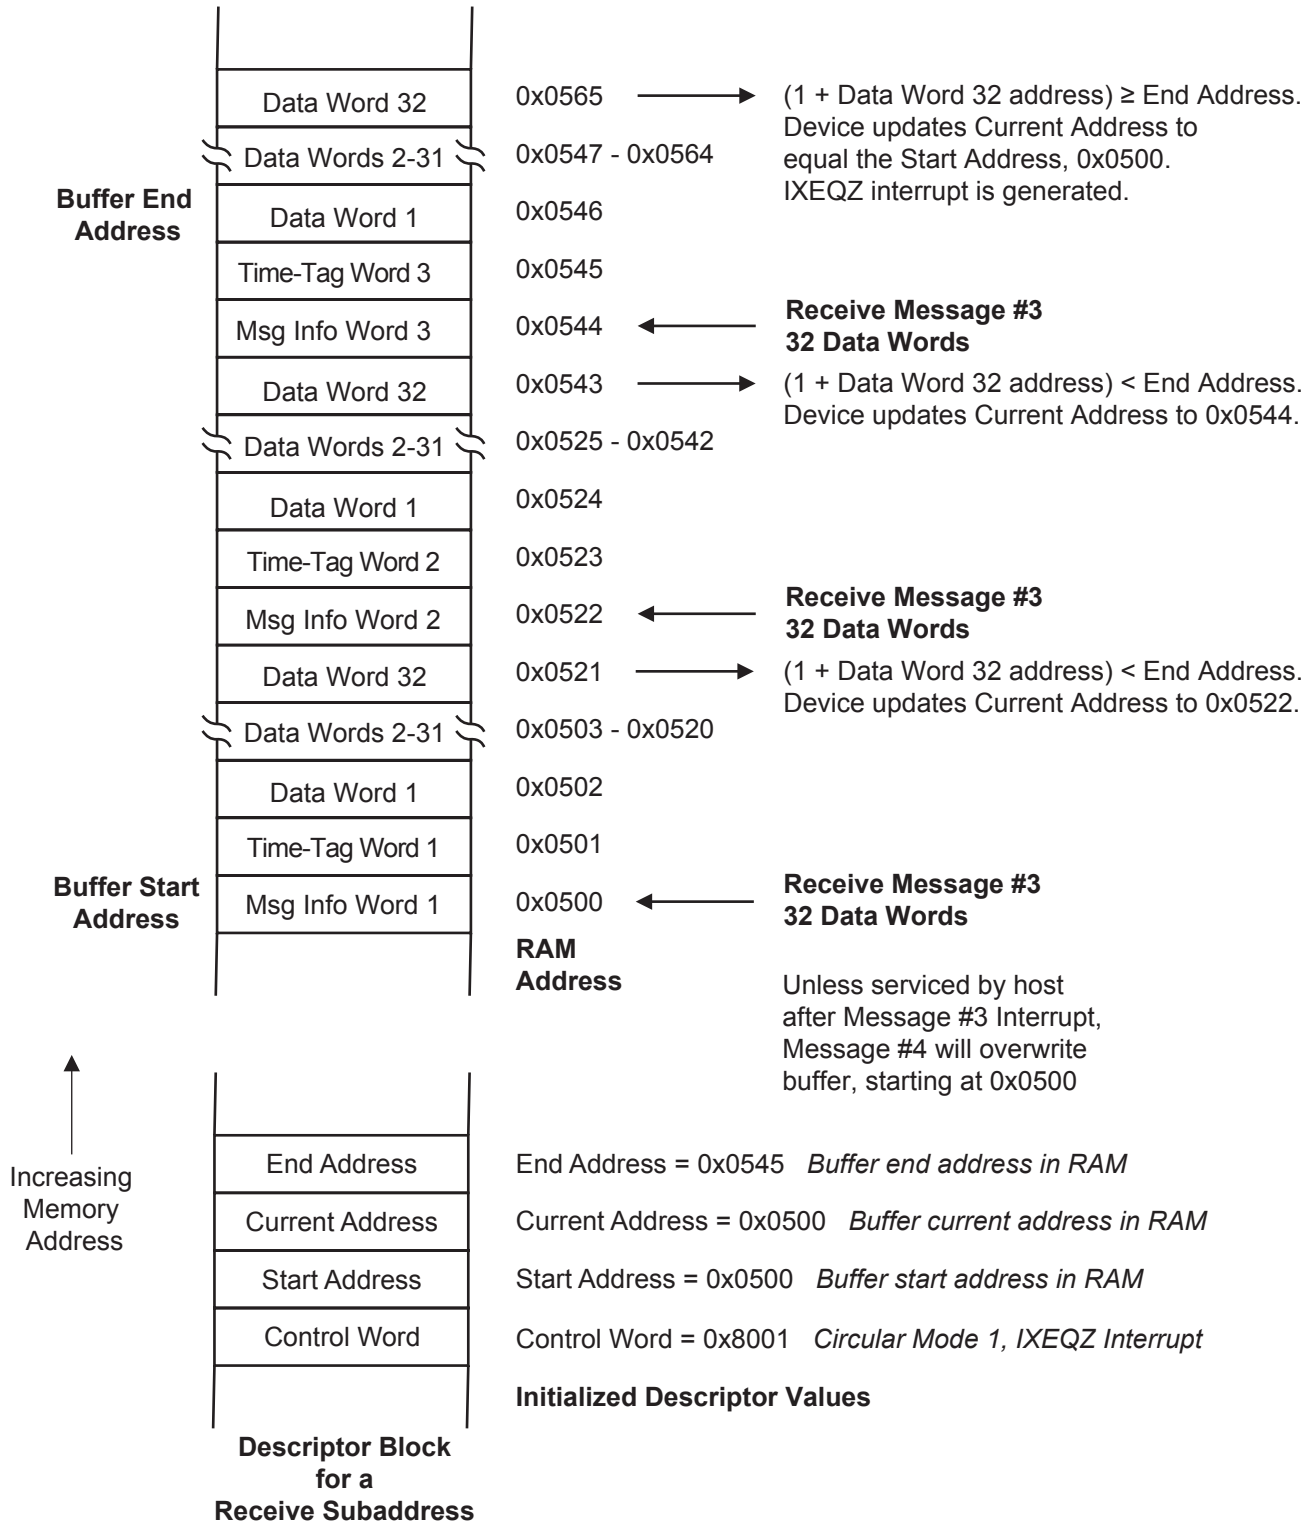 Data Word 32
0x0565
(1 + Data Word 32 address) ≥ End Address.
Device updates Current Address to
equal the Start Address, 0x0500.
IXEQZ interrupt is generated.
Data Words 2-31
0x0547 - 0x0564
Buffer End
Address
Data Word 1
0x0546
Time-Tag Word 3
0x0545
Msg Info Word 3
0x0544
Receive Message #3
32 Data Words
Data Word 32
0x0543
(1 + Data Word 32 address) < End Address.
Device updates Current Address to 0x0544.
Data Words 2-31
0x0525 - 0x0542
Data Word 1
0x0524
Time-Tag Word 2
0x0523
Msg Info Word 2
0x0522
Receive Message #3
32 Data Words
Data Word 32
0x0521
(1 + Data Word 32 address) < End Address.
Device updates Current Address to 0x0522.
Data Words 2-31
0x0503 - 0x0520
Data Word 1
0x0502
Time-Tag Word 1
0x0501
Buffer Start
Address
Msg Info Word 1
0x0500
Receive Message #3
32 Data Words
RAM
Address
Unless serviced by host
after Message #3 Interrupt,
Message #4 will overwrite
buffer, starting at 0x0500
Increasing
Memory
Address
End Address
End Address = 0x0545 Buffer end address in RAM
Current Address
Current Address = 0x0500 Buffer current address in RAM
Start Address
Start Address = 0x0500 Buffer start address in RAM
Control Word
Control Word = 0x8001 Circular Mode 1, IXEQZ Interrupt
Initialized Descriptor Values
Descriptor Block
for a
Receive Subaddress